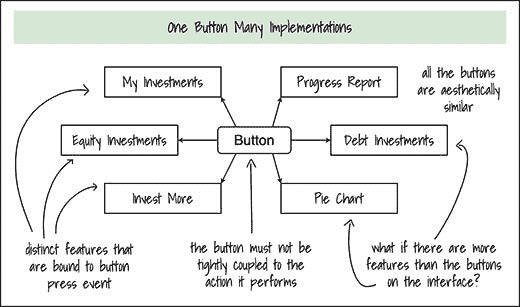 One Button Many Implementations
My Investments
Progress Report
all the buttons
are aesthetically
similar
Equity Investments
Button
Debt Investments
Invest More
Pie Chart
distinct features that
are bound to button
press event
the button must not be
tightly coupled to the
action it performs
what if there are more
features than the buttons
on the interface?